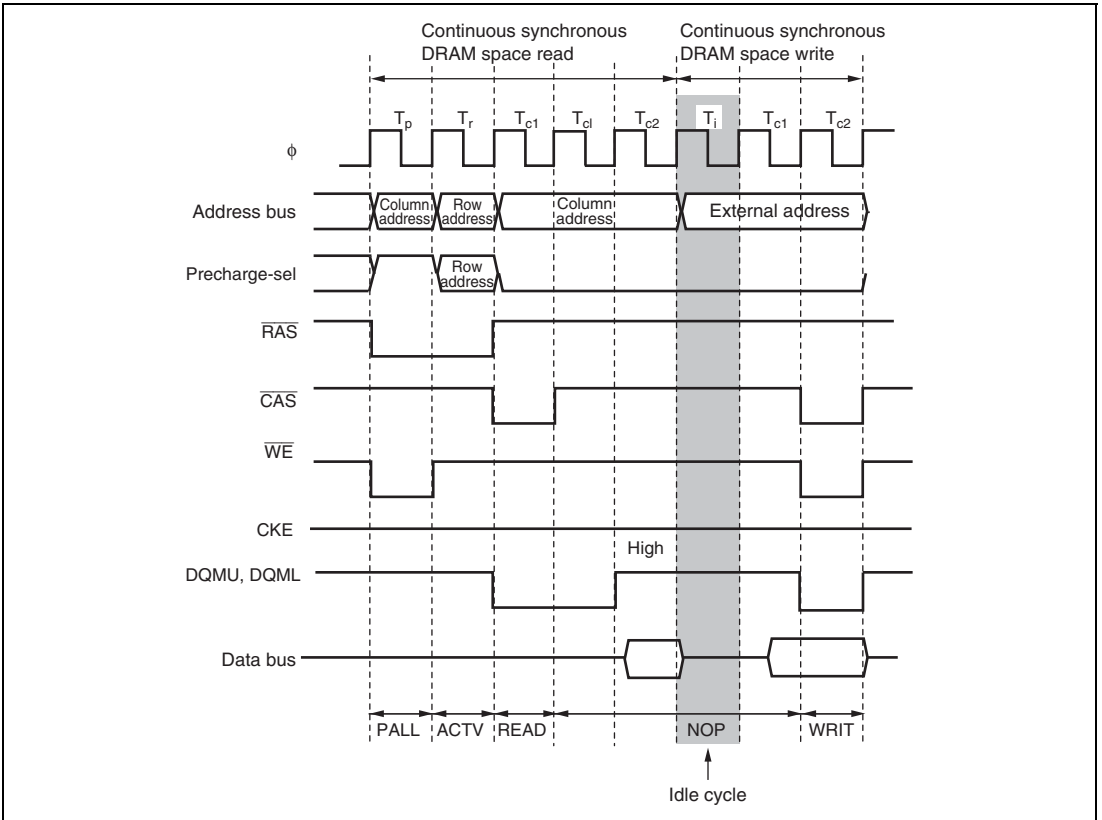 Continuous synchronous Continuous synchronous
DRAM space read DRAM space write
Tp Tr Tc1 Tcl Tc2 Ti Tc1 Tc2
ϕ
Address bus
Column address
Row address
Column address
External address
Precharge-sel
Row address
RAS
CAS
WE
CKE
High
DQMU, DQML
Data bus
PALL ACTV READ NOP WRIT
Idle cycle